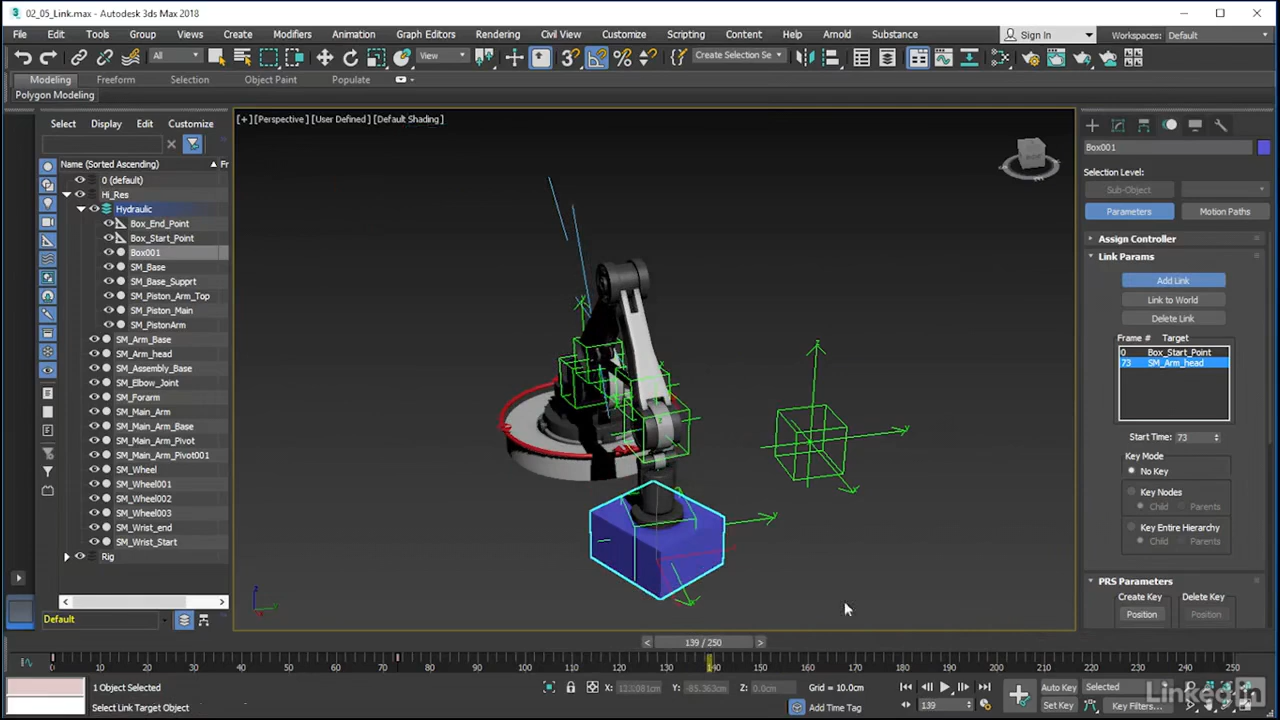 02_05_Link.max - Autodesk 3ds Max 2018
File Edit Tools Group Views Create Modifiers Animation Graph Editors Rendering Civil View Customize Scripting Content Help Arnold Substance Sign In Workspaces: Default
All View Create Selection Se
Modeling Freeform Selection Object Paint Populate
Polygon Modeling
Select Display Edit Customize
Name (Sorted Ascending) Fr
0 (default)
Hi_Res
Hydraulic
Box_End_Point
Box_Start_Point
Box001
SM_Base
SM_Base_Supprt
SM_Piston_Arm_Top
SM_Piston_Main
SM_PistonArm
SM_Arm_Base
SM_Arm_head
SM_Assembly_Base
SM_Elbow_Joint
SM_Forarm
SM_Main_Arm
SM_Main_Arm_Base
SM_Main_Arm_Pivot
SM_Main_Arm_Pivot001
SM_Wheel
SM_Wheel001
SM_Wheel002
SM_Wheel003
SM_Wrist_end
SM_Wrist_Start
Rig
Default
[+] [Perspective] [User Defined] [Default Shading]
Box001
Selection Level:
Sub-Object
Parameters Motion Paths
Assign Controller
Link Params
Add Link
Link to World
Delete Link
Frame # Target
0 Box_Start_Point
73 SM_Arm_head
Start Time: 73
Key Mode
No Key
Key Nodes
Child Parents
Key Entire Hierarchy
Child Parents
PRS Parameters
Create Key Delete Key
Position Position
139 / 250
0 10 20 30 40 50 60 70 80 90 100 110 120 130 140 150 160 170 180 190 200 210 220 230 240 250
1 Object Selected X: 123.081cm Y: -85.363cm Z: 0.0cm Grid = 10.0cm Auto Key Selected
Select Link Target Object Add Time Tag 139 Set Key Key Filters...
LinkedIn